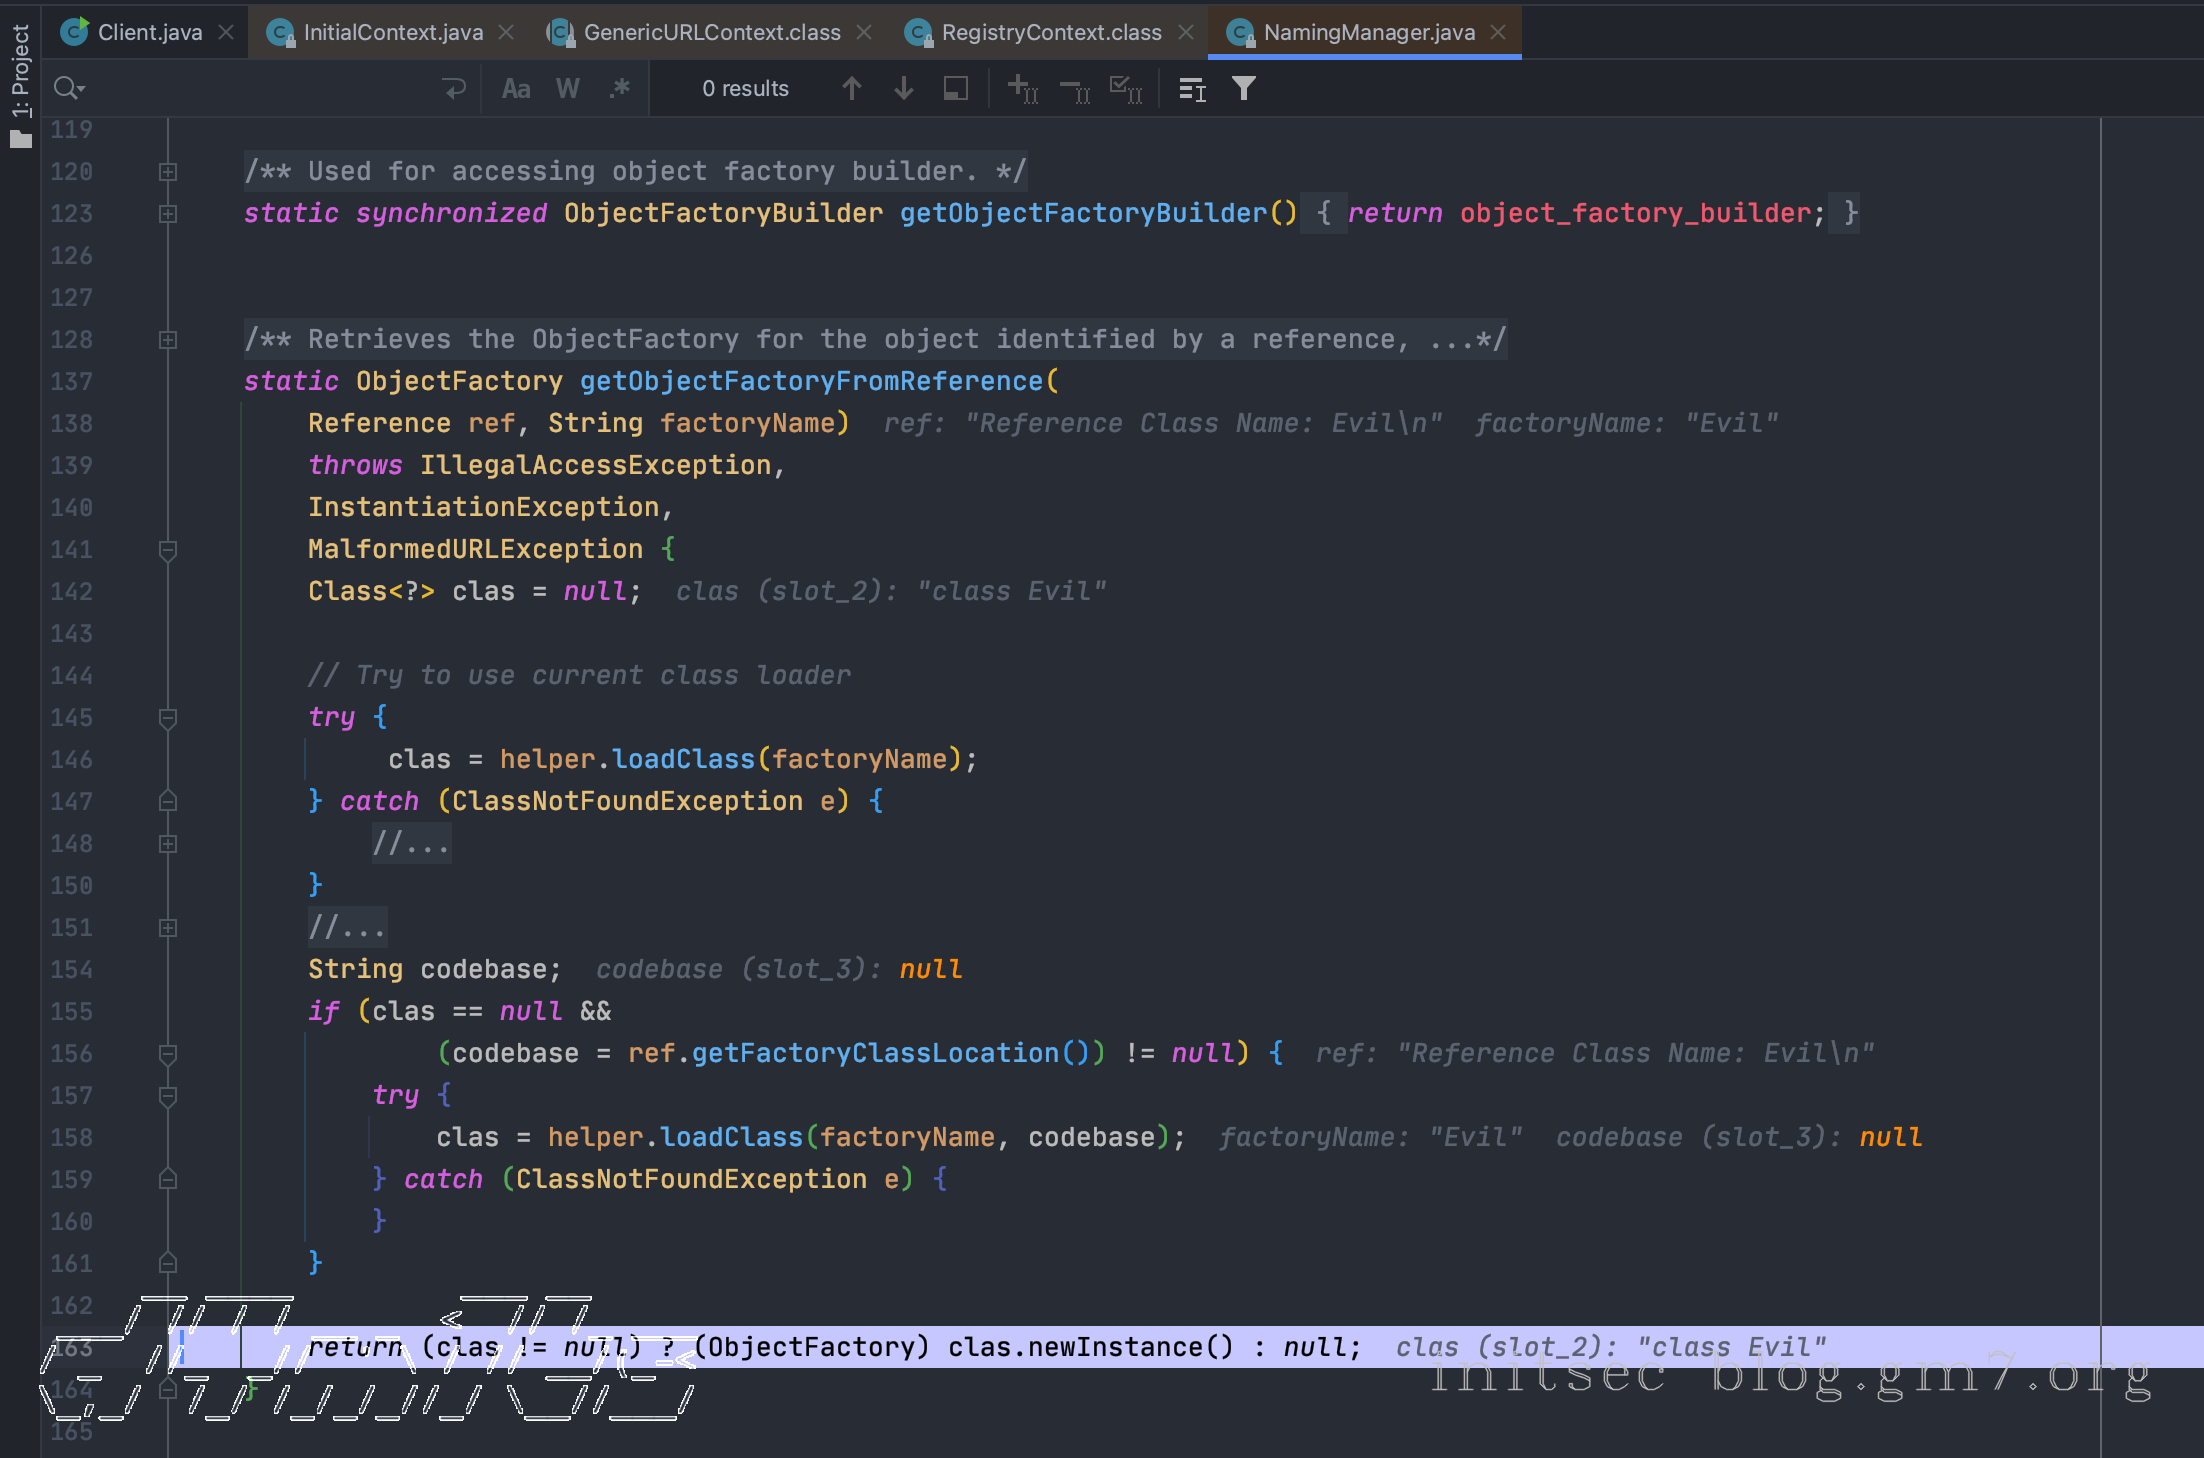 Client.java InitialContext.java GenericURLContext.class RegistryContext.class NamingManager.java
1: Project
Aa W .* 0 results
119
120 /** Used for accessing object factory builder. */
123 static synchronized ObjectFactoryBuilder getObjectFactoryBuilder() { return object_factory_builder; }
126
127
128 /** Retrieves the ObjectFactory for the object identified by a reference, ...*/
137 static ObjectFactory getObjectFactoryFromReference(
138 Reference ref, String factoryName) ref: "Reference Class Name: Evil\n" factoryName: "Evil"
139 throws IllegalAccessException,
140 InstantiationException,
141 MalformedURLException {
142 Class<?> clas = null; clas (slot_2): "class Evil"
143
144 // Try to use current class loader
145 try {
146 clas = helper.loadClass(factoryName);
147 } catch (ClassNotFoundException e) {
148 //...
150 }
151 //...
154 String codebase; codebase (slot_3): null
155 if (clas == null &&
156 (codebase = ref.getFactoryClassLocation()) != null) { ref: "Reference Class Name: Evil\n"
157 try {
158 clas = helper.loadClass(factoryName, codebase); factoryName: "Evil" codebase (slot_3): null
159 } catch (ClassNotFoundException e) {
160 }
161 }
162
163 return (clas != null) ? (ObjectFactory) clas.newInstance() : null; clas (slot_2): "class Evil"
initsec blog.gm7.org
164 }
165